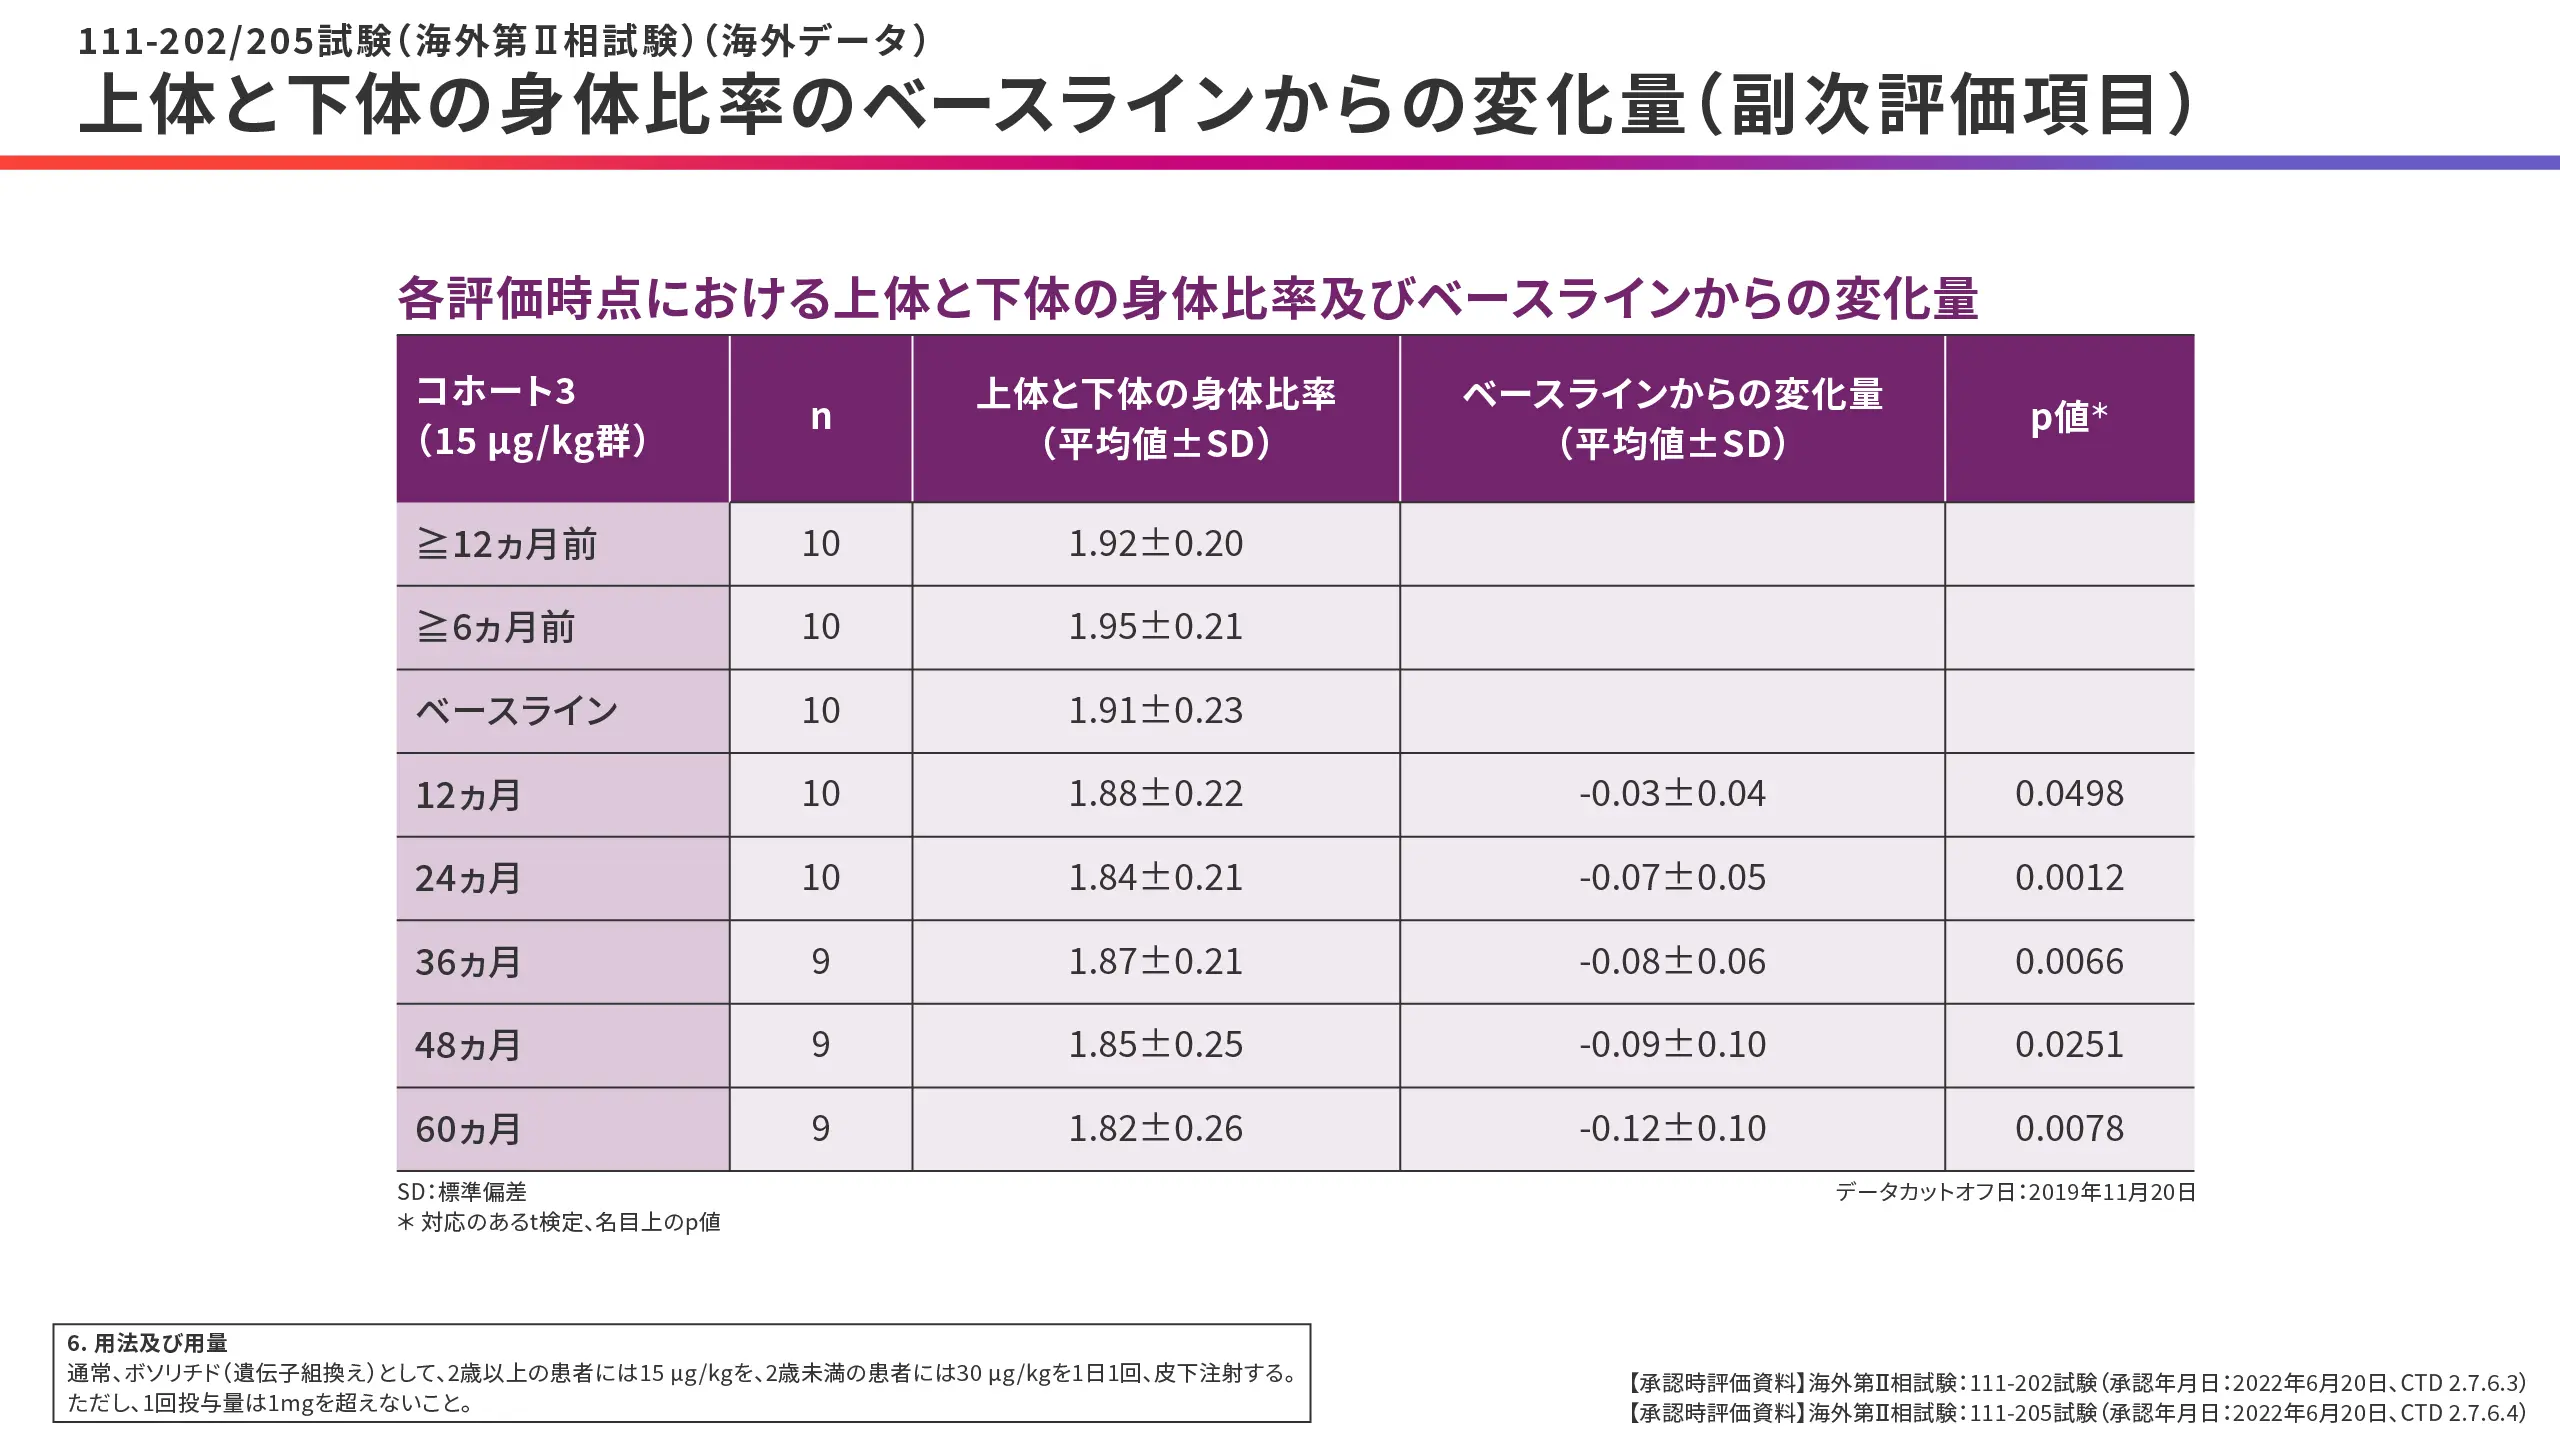 111-202/205試験（海外第Ⅱ相試験）（海外データ）
上体と下体の身体比率のベースラインからの変化量（副次評価項目）
各評価時点における上体と下体の身体比率及びベースラインからの変化量
コホート3
（15 μg/kg群）
n
上体と下体の身体比率
（平均値±SD）
ベースラインからの変化量
（平均値±SD）
p値＊
≧12ヵ月前 10 1.92±0.20
≧6ヵ月前 10 1.95±0.21
ベースライン 10 1.91±0.23
12ヵ月 10 1.88±0.22 -0.03±0.04 0.0498
24ヵ月 10 1.84±0.21 -0.07±0.05 0.0012
36ヵ月 9 1.87±0.21 -0.08±0.06 0.0066
48ヵ月 9 1.85±0.25 -0.09±0.10 0.0251
60ヵ月 9 1.82±0.26 -0.12±0.10 0.0078
SD：標準偏差
＊ 対応のあるt検定、名目上のp値
データカットオフ日：2019年11月20日
6. 用法及び用量
通常、ボソリチド（遺伝子組換え）として、2歳以上の患者には15 μg/kgを、2歳未満の患者には30 μg/kgを1日1回、皮下注射する。
ただし、1回投与量は1mgを超えないこと。
【承認時評価資料】海外第Ⅱ相試験：111-202試験（承認年月日：2022年6月20日、CTD 2.7.6.3）
【承認時評価資料】海外第Ⅱ相試験：111-205試験（承認年月日：2022年6月20日、CTD 2.7.6.4）